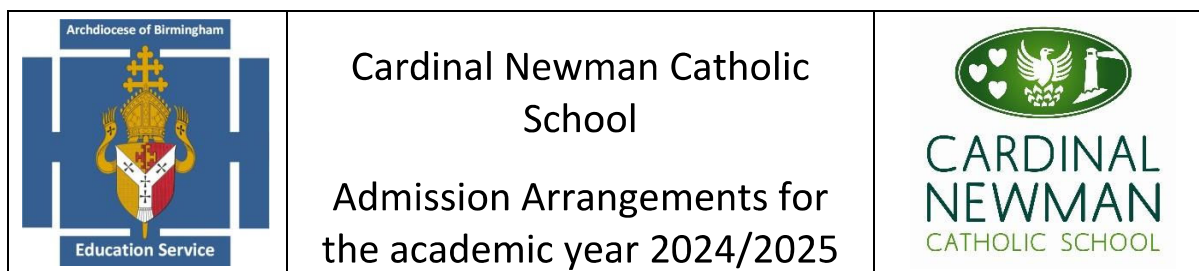 Archdiocese of Birmingham
Education Service
Cardinal Newman Catholic
School
Admission Arrangements for
the academic year 2024/2025
CARDINAL
NEWMAN
CATHOLIC SCHOOL